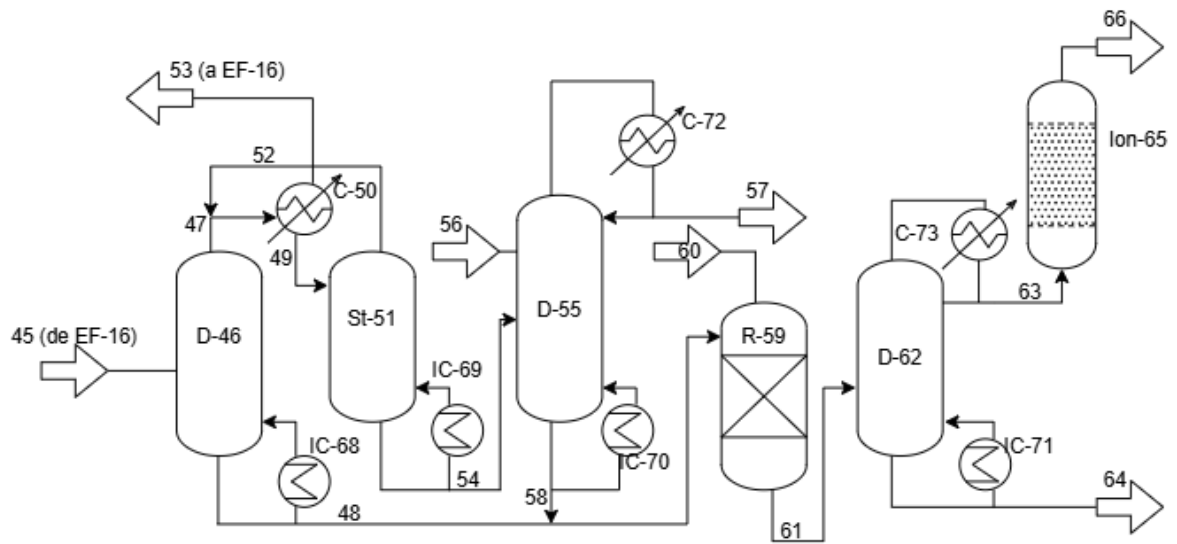 66
53 (a EF-16)
C-72
Ion-65
52
C-50
57
47
56
60
C-73
49
63
St-51
D-55
45 (de EF-16)
D-46
R-59
D-62
IC-69
IC-68
IC-70
IC-71
54
64
58
48
61